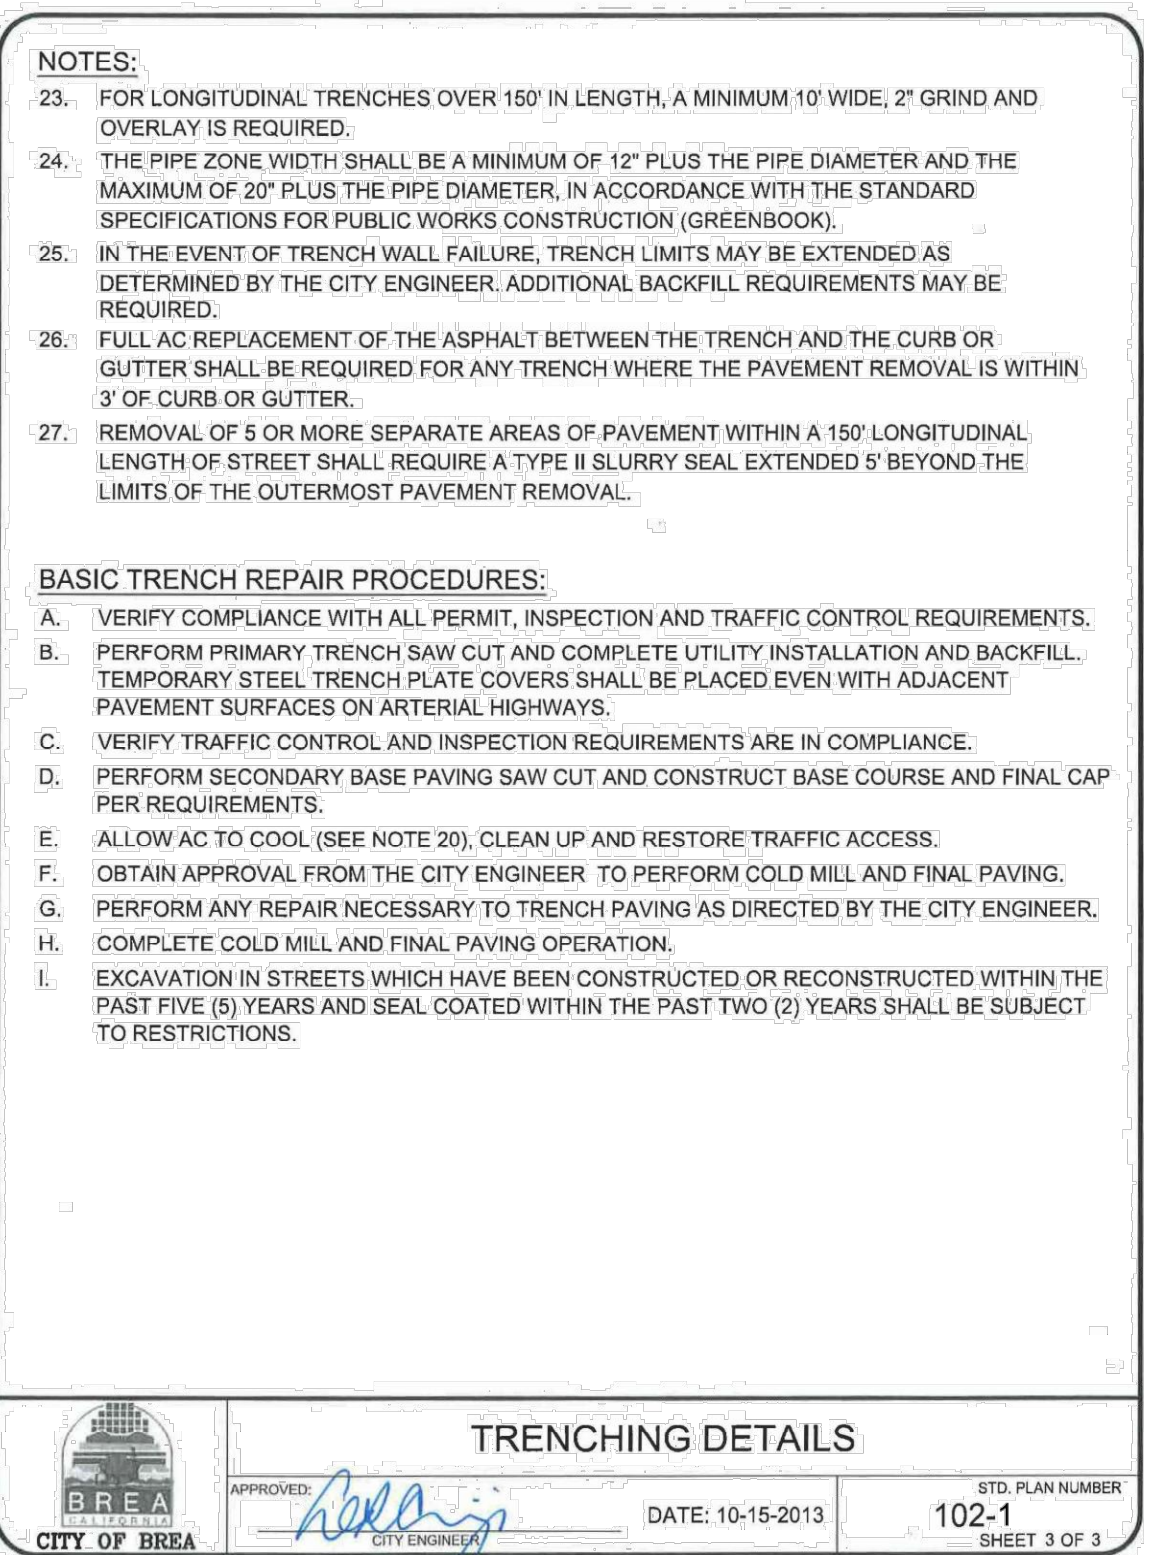 NOTES:
23. FOR LONGITUDINAL TRENCHES OVER 150' IN LENGTH, A MINIMUM 10' WIDE, 2" GRIND AND
OVERLAY IS REQUIRED.
24. THE PIPE ZONE WIDTH SHALL BE A MINIMUM OF 12" PLUS THE PIPE DIAMETER AND THE
MAXIMUM OF 20" PLUS THE PIPE DIAMETER, IN ACCORDANCE WITH THE STANDARD
SPECIFICATIONS FOR PUBLIC WORKS CONSTRUCTION (GREENBOOK).
25. IN THE EVENT OF TRENCH WALL FAILURE, TRENCH LIMITS MAY BE EXTENDED AS
DETERMINED BY THE CITY ENGINEER. ADDITIONAL BACKFILL REQUIREMENTS MAY BE
REQUIRED.
26. FULL AC REPLACEMENT OF THE ASPHALT BETWEEN THE TRENCH AND THE CURB OR
GUTTER SHALL BE REQUIRED FOR ANY TRENCH WHERE THE PAVEMENT REMOVAL IS WITHIN
3' OF CURB OR GUTTER.
27. REMOVAL OF 5 OR MORE SEPARATE AREAS OF PAVEMENT WITHIN A 150' LONGITUDINAL
LENGTH OF STREET SHALL REQUIRE A TYPE II SLURRY SEAL EXTENDED 5' BEYOND THE
LIMITS OF THE OUTERMOST PAVEMENT REMOVAL.
BASIC TRENCH REPAIR PROCEDURES:
A. VERIFY COMPLIANCE WITH ALL PERMIT, INSPECTION AND TRAFFIC CONTROL REQUIREMENTS.
B. PERFORM PRIMARY TRENCH SAW CUT AND COMPLETE UTILITY INSTALLATION AND BACKFILL.
TEMPORARY STEEL TRENCH PLATE COVERS SHALL BE PLACED EVEN WITH ADJACENT
PAVEMENT SURFACES ON ARTERIAL HIGHWAYS.
C. VERIFY TRAFFIC CONTROL AND INSPECTION REQUIREMENTS ARE IN COMPLIANCE.
D. PERFORM SECONDARY BASE PAVING SAW CUT AND CONSTRUCT BASE COURSE AND FINAL CAP
PER REQUIREMENTS.
E. ALLOW AC TO COOL (SEE NOTE 20), CLEAN UP AND RESTORE TRAFFIC ACCESS.
F. OBTAIN APPROVAL FROM THE CITY ENGINEER TO PERFORM COLD MILL AND FINAL PAVING.
G. PERFORM ANY REPAIR NECESSARY TO TRENCH PAVING AS DIRECTED BY THE CITY ENGINEER.
H. COMPLETE COLD MILL AND FINAL PAVING OPERATION.
I. EXCAVATION IN STREETS WHICH HAVE BEEN CONSTRUCTED OR RECONSTRUCTED WITHIN THE
PAST FIVE (5) YEARS AND SEAL COATED WITHIN THE PAST TWO (2) YEARS SHALL BE SUBJECT
TO RESTRICTIONS.
BREA
CALIFORNIA
CITY OF BREA
TRENCHING DETAILS
APPROVED:
CITY ENGINEER
DATE: 10-15-2013
STD. PLAN NUMBER
102-1
SHEET 3 OF 3